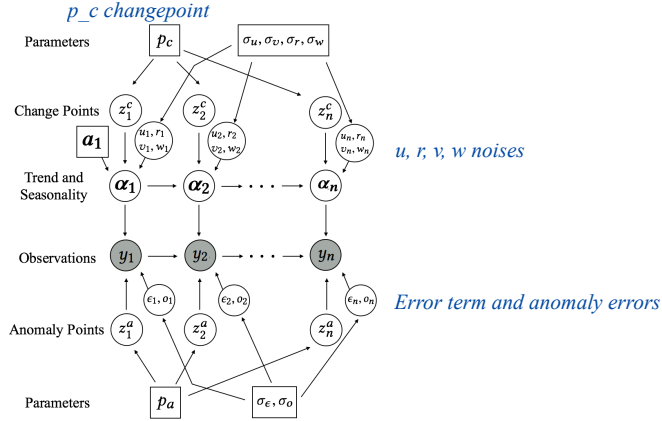 p_c changepoint
Parameters
p_c
σ_u, σ_v, σ_r, σ_w
Change Points
z_1^c
z_2^c
z_n^c
a_1
u_1, r_1
v_1, w_1
u_2, r_2
v_2, w_2
u_n, r_n
v_n, w_n
u, r, v, w noises
Trend and
Seasonality
α_1
α_2
· · ·
α_n
Observations
y_1
y_2
· · ·
y_n
ϵ_1, o_1
ϵ_2, o_2
ϵ_n, o_n
Error term and anomaly errors
Anomaly Points
z_1^a
z_2^a
z_n^a
Parameters
p_a
σ_ϵ, σ_o